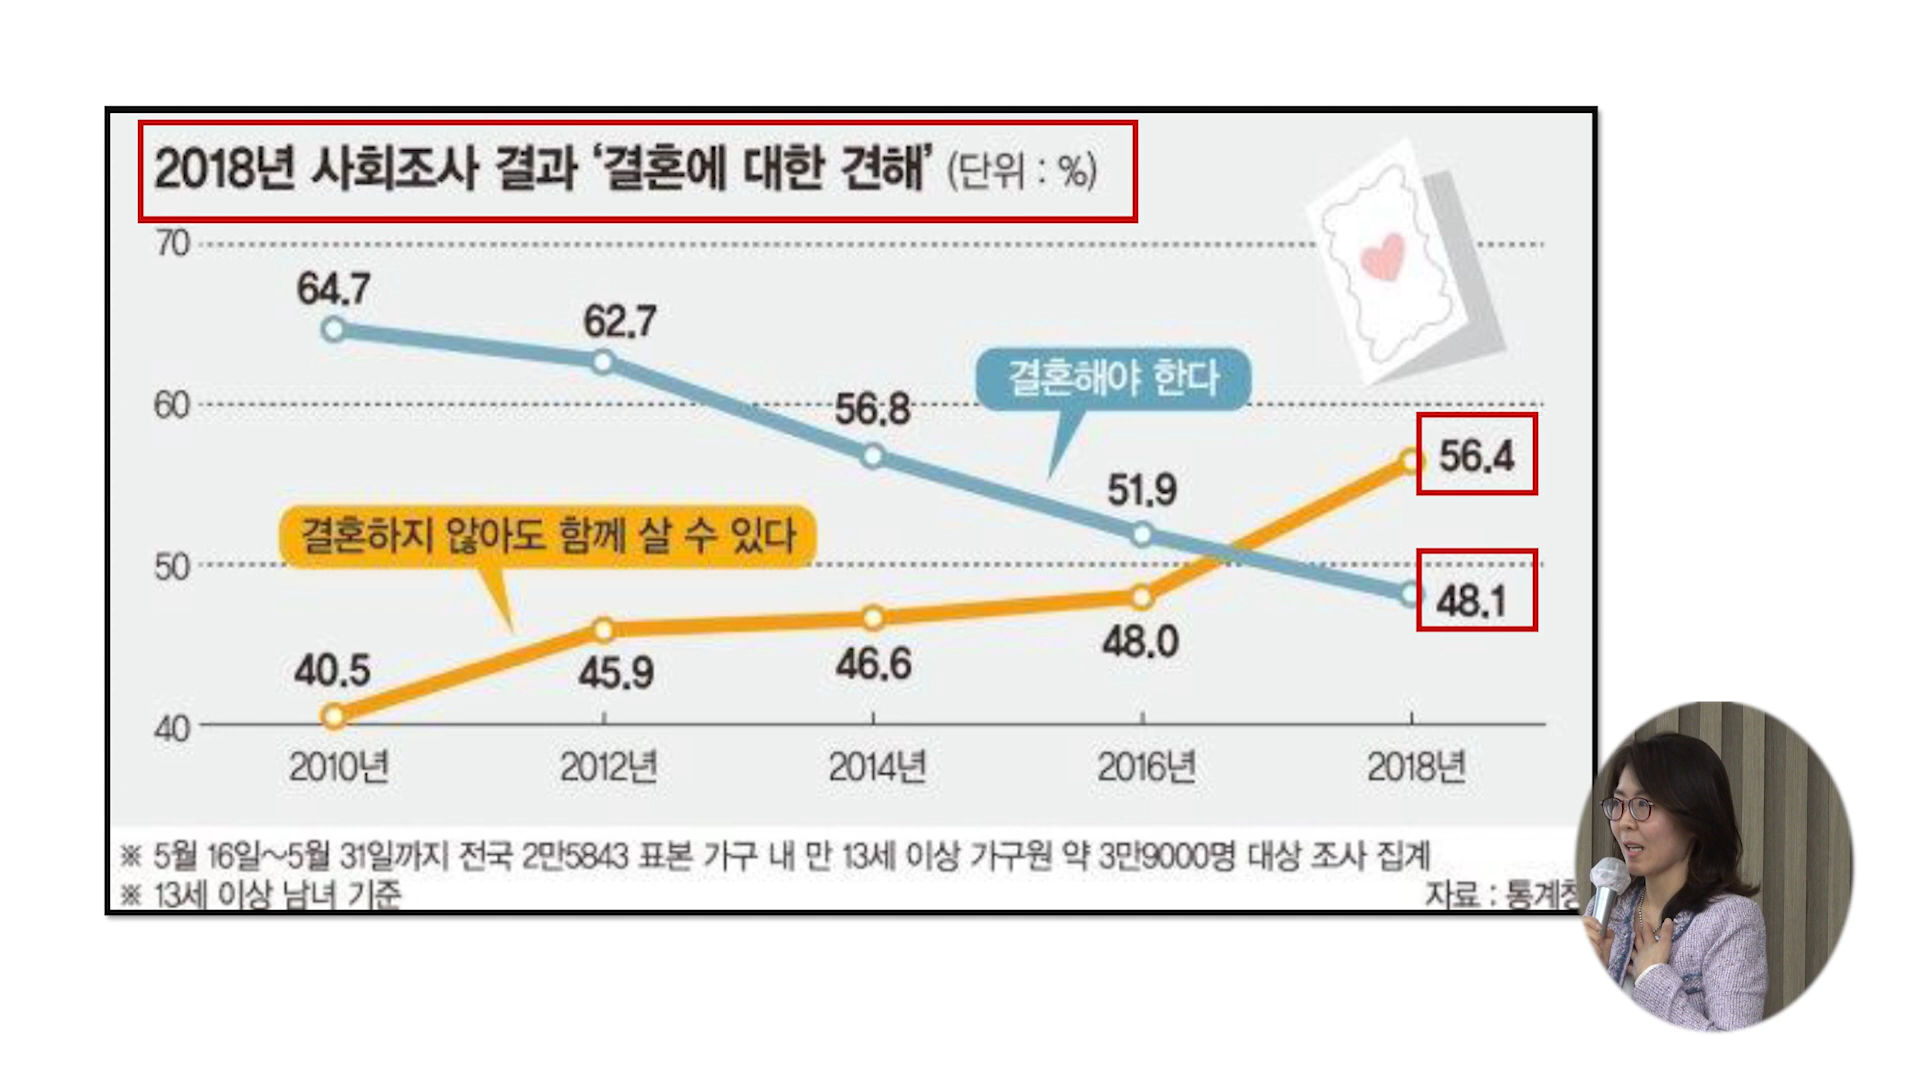 2018년 사회조사 결과 ‘결혼에 대한 견해’ (단위 : %)
70
64.7
62.7
결혼해야 한다
60
56.8
56.4
51.9
결혼하지 않아도 함께 살 수 있다
50
48.1
40.5
45.9
46.6
48.0
40
2010년
2012년
2014년
2016년
2018년
※ 5월 16일~5월 31일까지 전국 2만5843 표본 가구 내 만 13세 이상 가구원 약 3만9000명 대상 조사 집계
※ 13세 이상 남녀 기준
자료 : 통계청